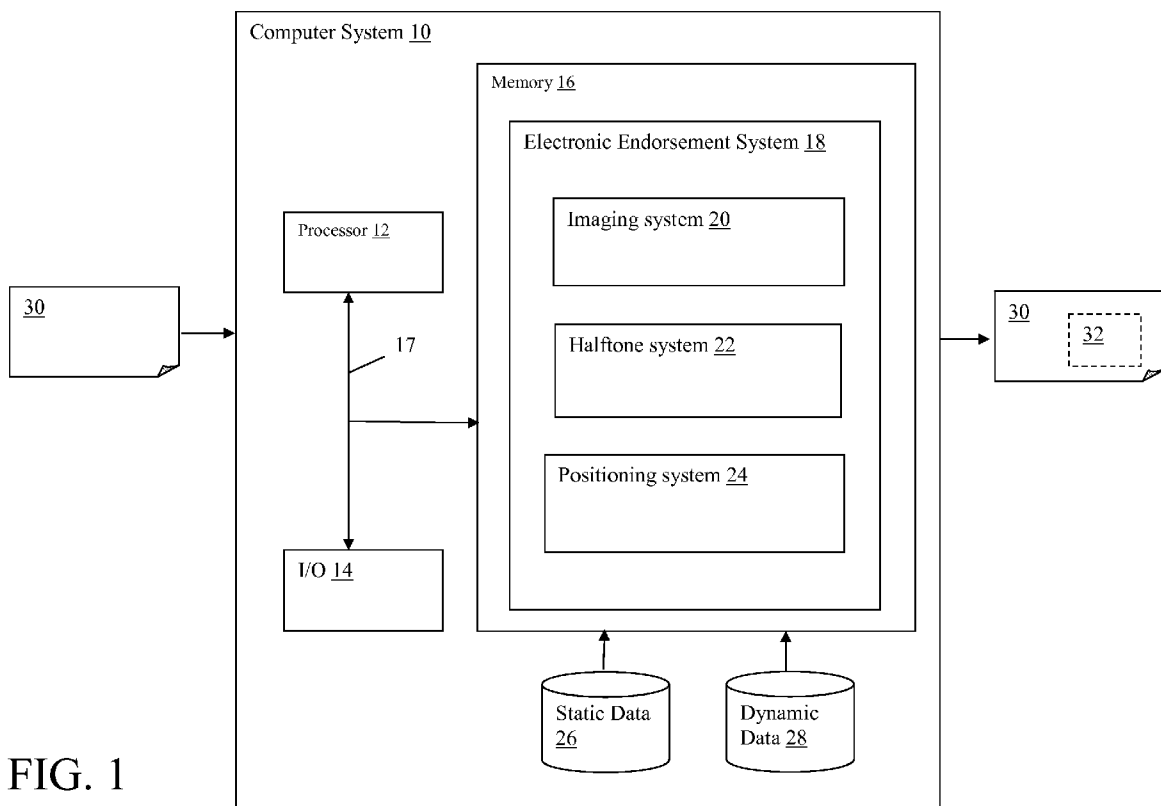 Computer System 10
Memory 16
Electronic Endorsement System 18
Imaging system 20
Processor 12
30
30
32
17
Halftone system 22
Positioning system 24
I/O 14
Static Data
26
Dynamic
Data 28
FIG. 1